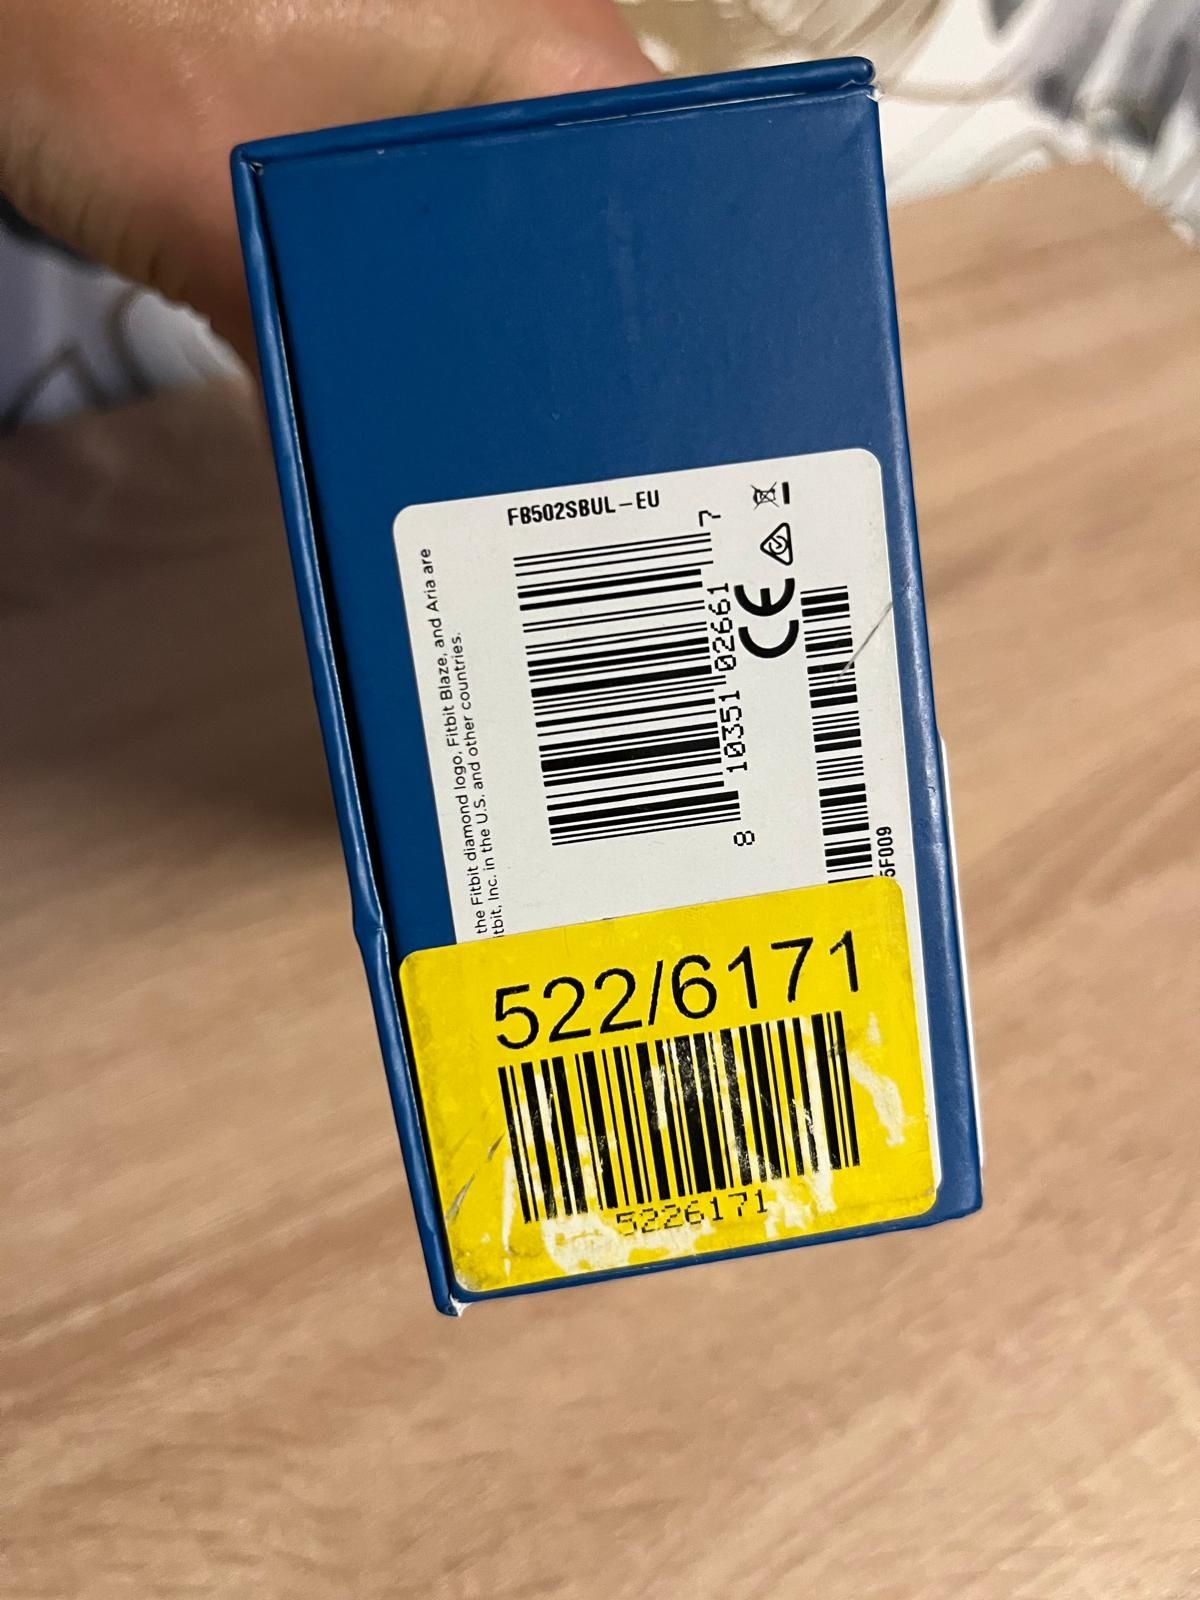 FB502SBUL-EU
the Fitbit diamond logo, Fitbit Blaze, and Aria are
tbit, Inc. in the U.S. and other countries.
8 10351 02661 7
CE
5F009
522/6171
5226171